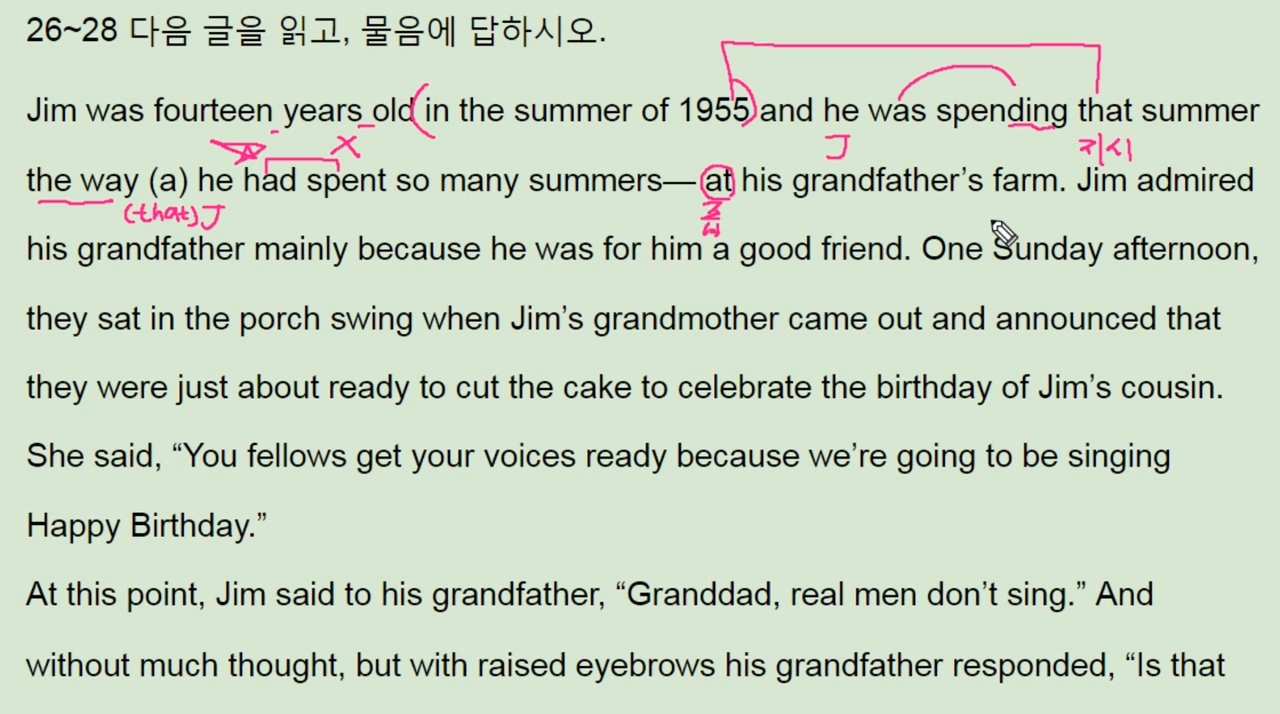 26~28 다음 글을 읽고, 물음에 답하시오.
Jim was fourteen years old in the summer of 1955 and he was spending that summer
X J 지시
the way (a) he had spent so many summers—at his grandfather’s farm. Jim admired
(that) J
his grandfather mainly because he was for him a good friend. One Sunday afternoon,
they sat in the porch swing when Jim’s grandmother came out and announced that
they were just about ready to cut the cake to celebrate the birthday of Jim’s cousin.
She said, “You fellows get your voices ready because we’re going to be singing
Happy Birthday.”
At this point, Jim said to his grandfather, “Granddad, real men don’t sing.” And
without much thought, but with raised eyebrows his grandfather responded, “Is that